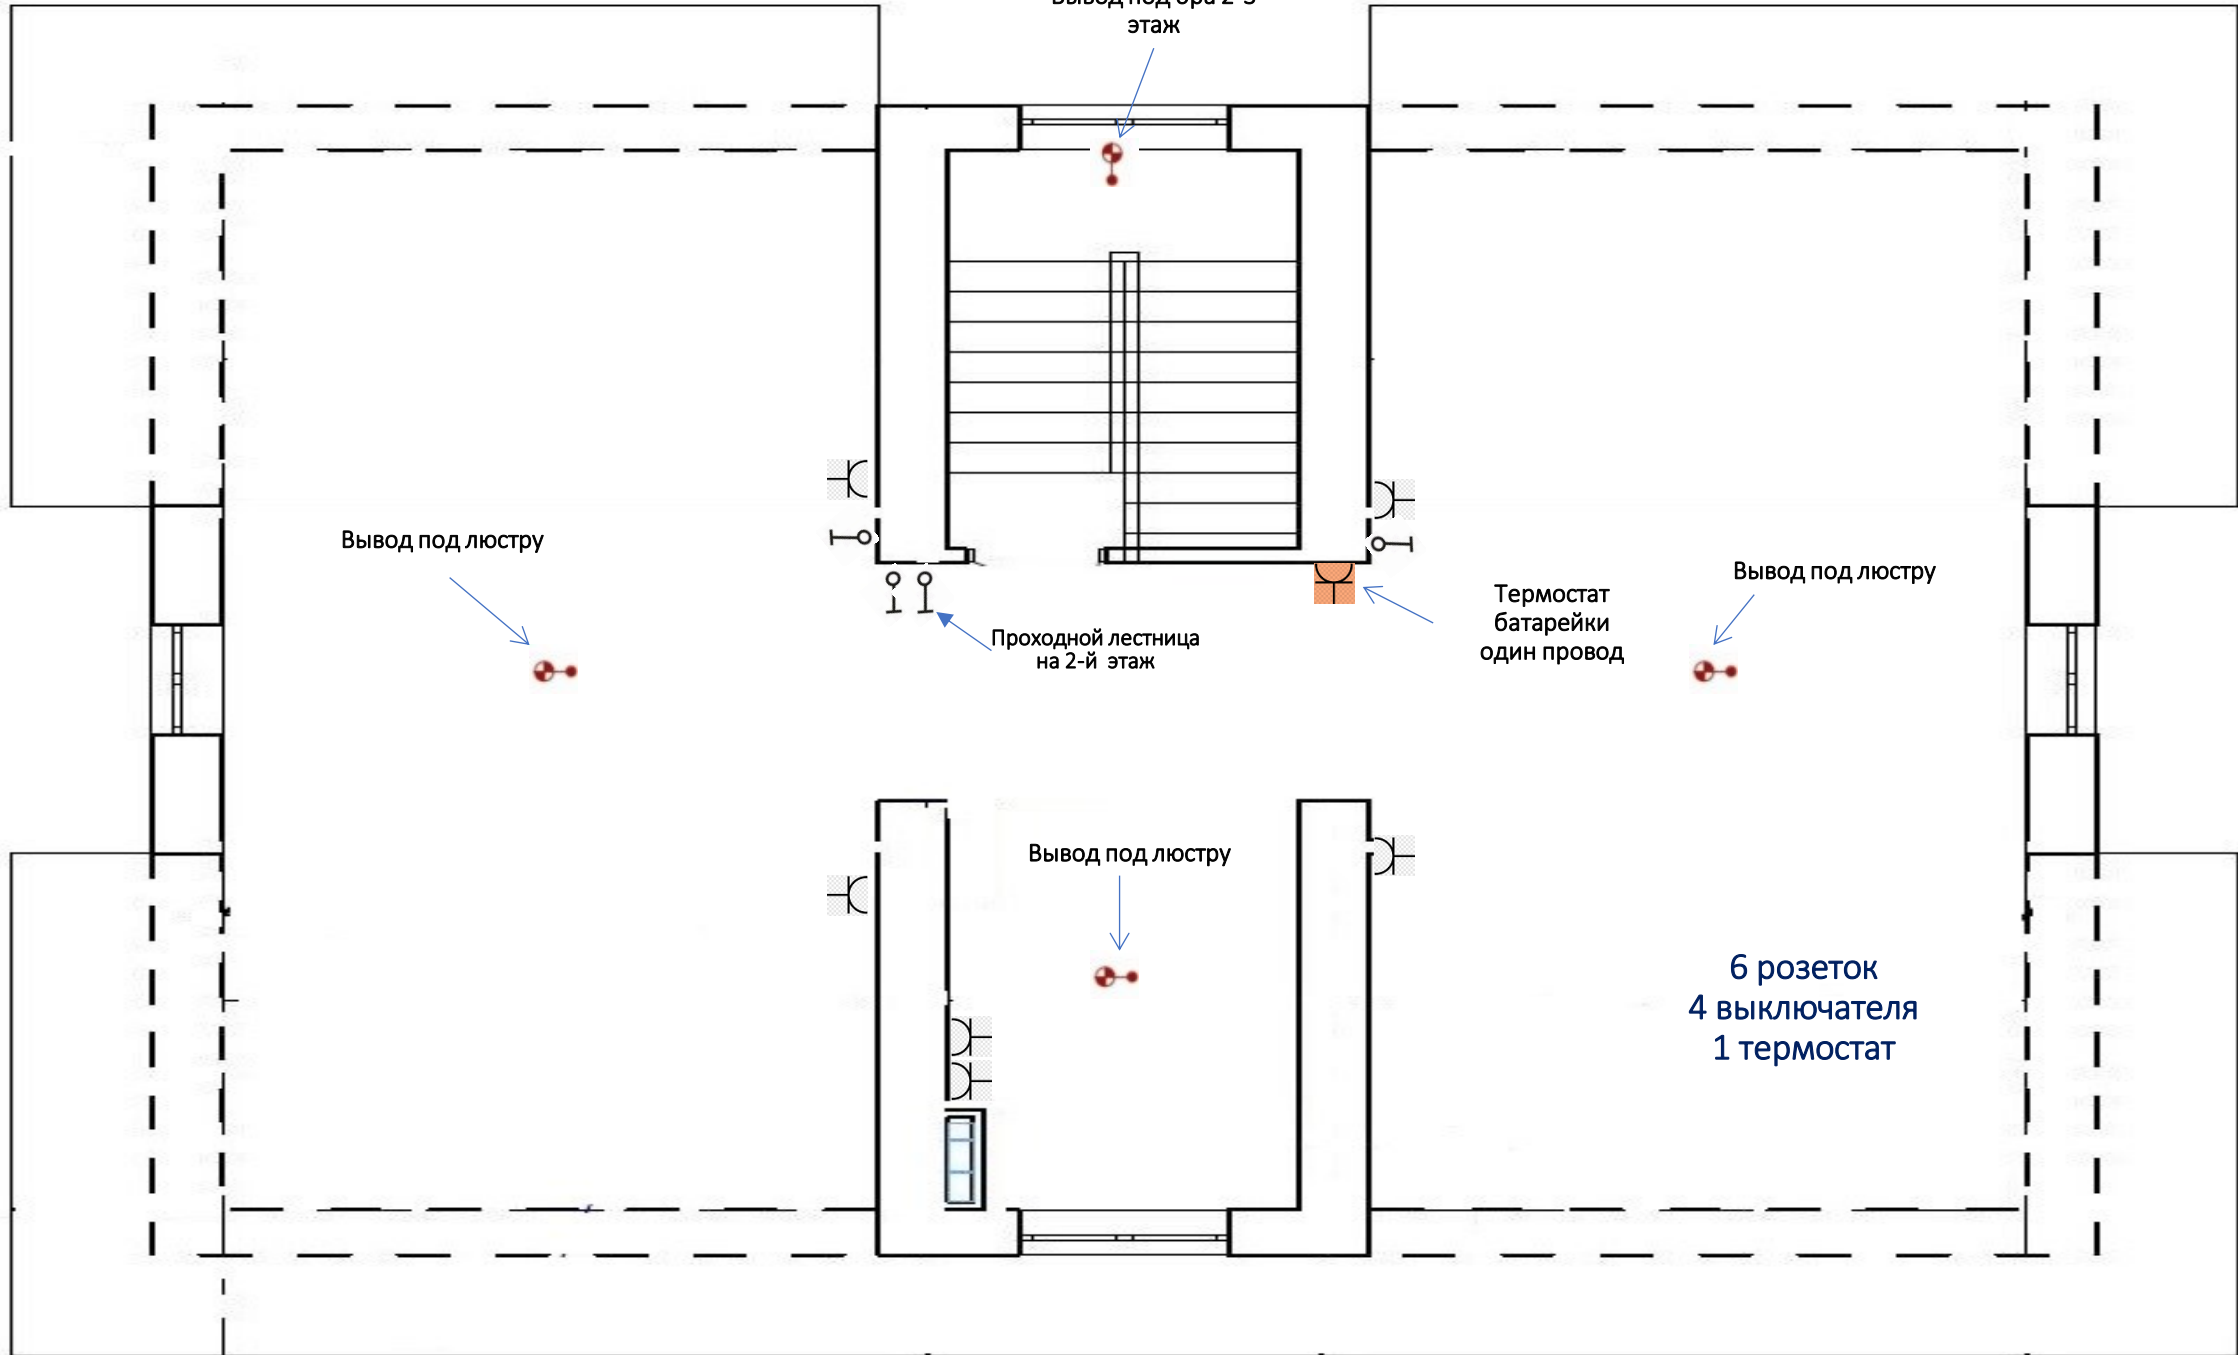 этаж
Вывод под люстру
Вывод под люстру
Термостат
батарейки
один провод
Проходной лестница
на 2-й этаж
Вывод под люстру
6 розеток
4 выключателя
1 термостат